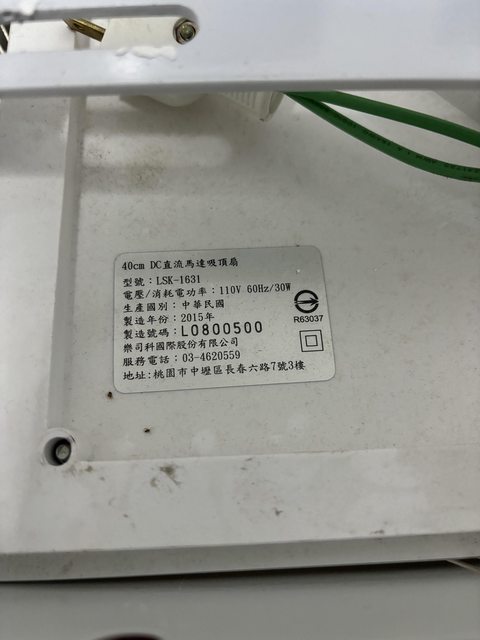 40cm DC直流馬達吸頂扇
型號：LSK-1631
電壓/消耗電功率：110V 60Hz/30W
生產國別：中華民國
製造年份：2015年
製造號碼：L0800500
R63037
樂司科國際股份有限公司
服務電話：03-4620559
地址:桃園市中壢區長春六路7號3樓